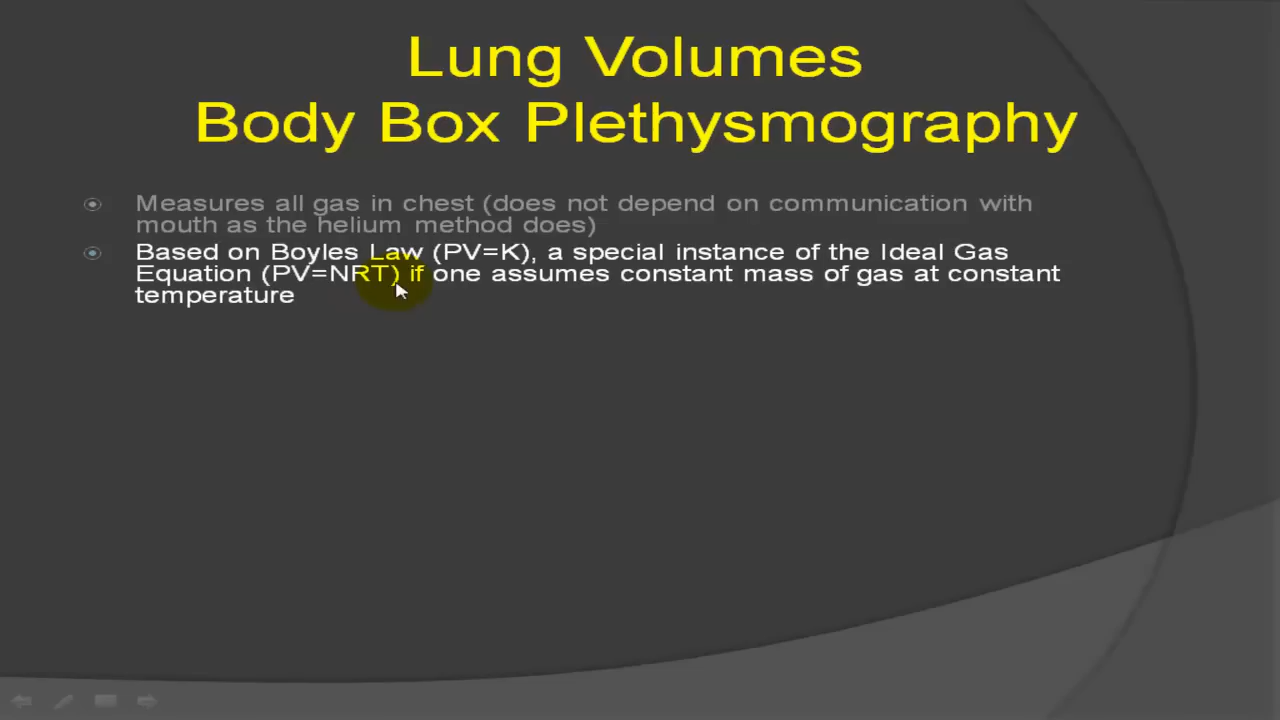 Lung Volumes
Body Box Plethysmography
Measures all gas in chest (does not depend on communication with
mouth as the helium method does)
Based on Boyles Law (PV=K), a special instance of the Ideal Gas
Equation (PV=NRT) if one assumes constant mass of gas at constant
temperature